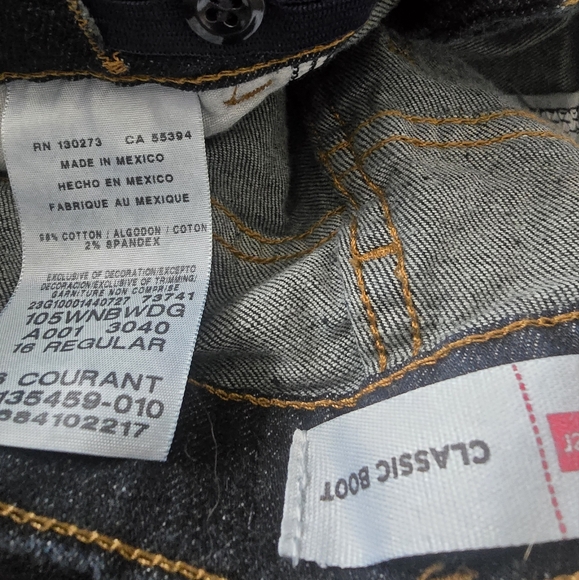 RN 130273 CA 55394
MADE IN MEXICO
HECHO EN MEXICO
FABRIQUE AU MEXIQUE
98% COTTON / ALGODON / COTON
2% SPANDEX
EXCLUSIVE OF DECORATION/EXCEPTO
DECORACION/EXCLUSIVE OF TRIMMING/
GARNITURE NON COMPRISE
23G10001440727 73741
105WNBWDG
A001 3040
16 REGULAR
COURANT
135459-010
984102217
CLASSIC BOOT
er